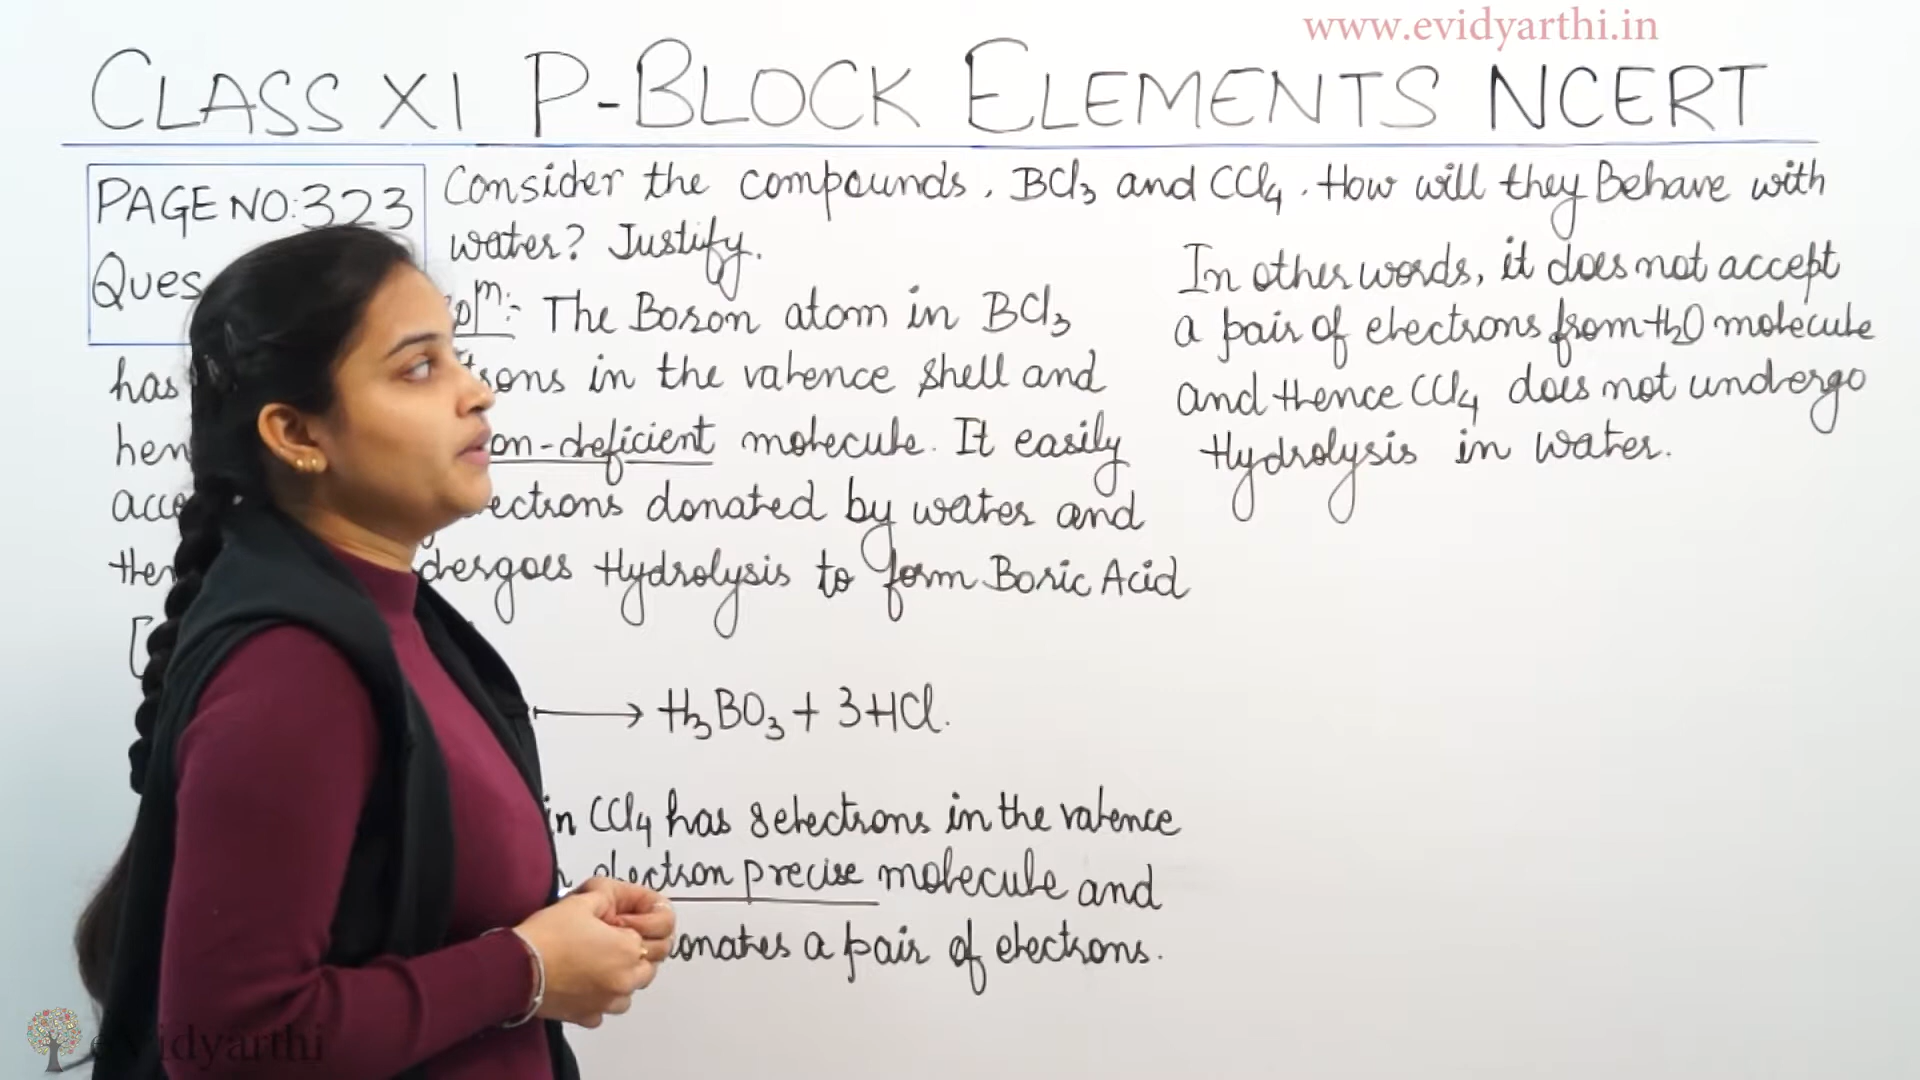 www.evidyarthi.in
CLASS XI P-BLOCK ELEMENTS NCERT
PAGE NO:323
Ques
Consider the compounds, BCl3 and CCl4. How will they Behave with
water? Justify.
The Boron atom in BCl3
has in the valence shell and
hen on-deficient molecule. It easily
acce ectrons donated by water and
ther dergoes Hydrolysis to form Boric Acid
[
⟶ H3BO3 + 3HCl.
in CCl4 has 8 electrons in the valence
electron precise molecule and
onates a pair of electrons.
In other words, it does not accept
a pair of electrons from H2O molecule
and thence CCl4 does not undergo
Hydrolysis in water.
eVidyarthi